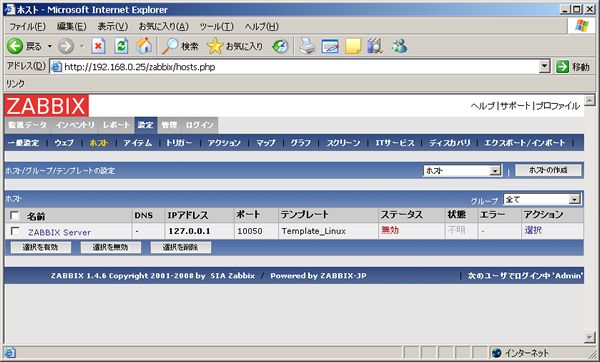 ホスト - Microsoft Internet Explorer
ファイル(F) 編集(E) 表示(V) お気に入り(A) ツール(T) ヘルプ(H)
戻る 検索 お気に入り
アドレス(D) http://192.168.0.25/zabbix/hosts.php 移動
リンク
ZABBIX ヘルプ|サポート|プロファイル
監視データ インベントリ レポート 設定 管理 ログイン
一般設定 | ウェブ | ホスト | アイテム | トリガー | アクション | マップ | グラフ | スクリーン | ITサービス | ディスカバリ | エクスポート/インポート |
ホスト/グループ/テンプレートの設定 ホスト | ホストの作成
ホスト グループ 全て
名前 DNS IPアドレス ポート テンプレート ステータス 状態 エラー アクション
ZABBIX Server - 127.0.0.1 10050 Template_Linux 無効 不明 - 選択
選択を有効 選択を無効 選択を削除
ZABBIX 1.4.6 Copyright 2001-2008 by SIA Zabbix / Powered by ZABBIX-JP | 次のユーザでログイン中 'Admin'
インターネット